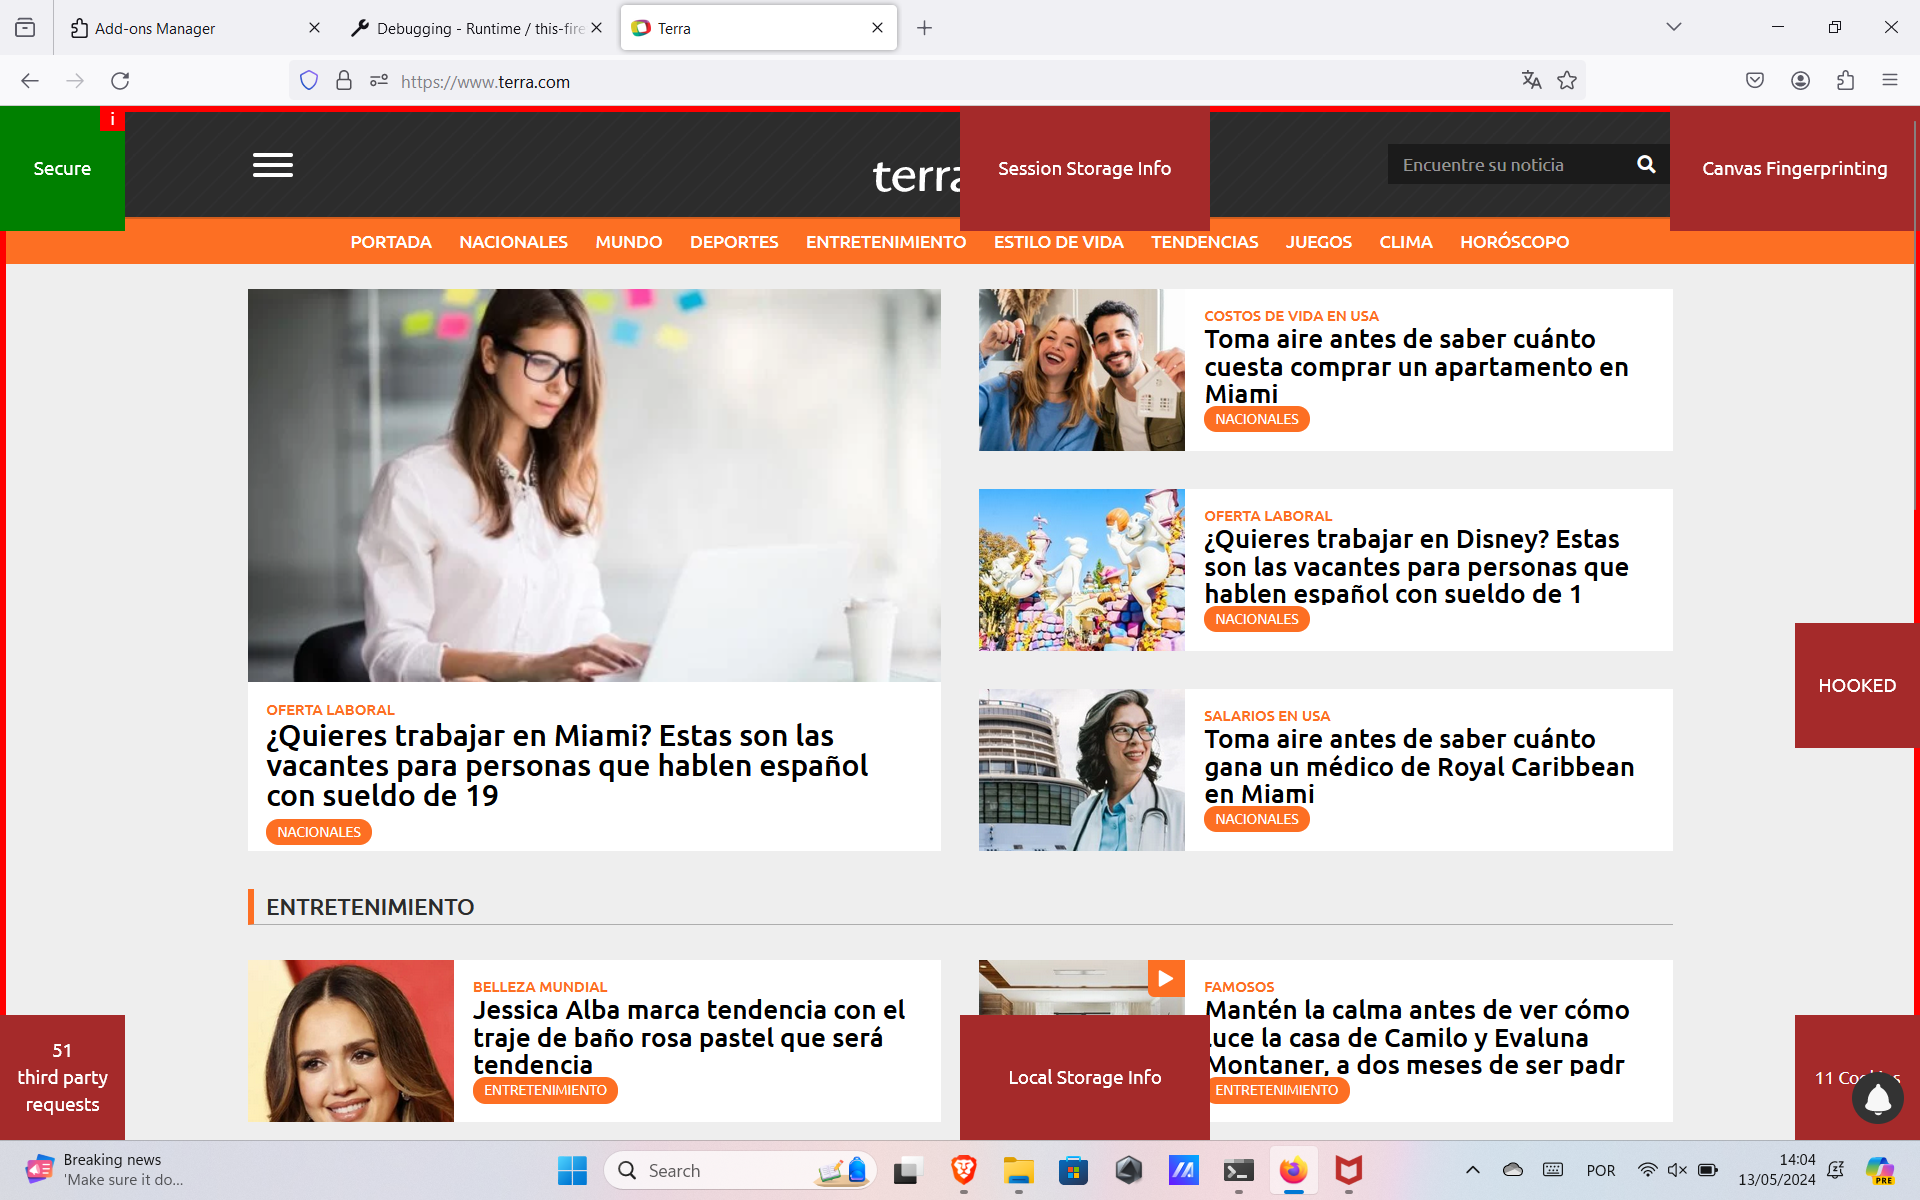 Add-ons Manager
Debugging - Runtime / this-fire
Terra
https://www.terra.com
i
Secure
terra
Session Storage Info
Encuentre su noticia
Canvas Fingerprinting
PORTADA NACIONALES MUNDO DEPORTES ENTRETENIMIENTO ESTILO DE VIDA TENDENCIAS JUEGOS CLIMA HORÓSCOPO
OFERTA LABORAL
¿Quieres trabajar en Miami? Estas son las
vacantes para personas que hablen español
con sueldo de 19
NACIONALES
COSTOS DE VIDA EN USA
Toma aire antes de saber cuánto
cuesta comprar un apartamento en
Miami
NACIONALES
OFERTA LABORAL
¿Quieres trabajar en Disney? Estas
son las vacantes para personas que
hablen español con sueldo de 1
NACIONALES
SALARIOS EN USA
Toma aire antes de saber cuánto
gana un médico de Royal Caribbean
en Miami
NACIONALES
HOOKED
ENTRETENIMIENTO
BELLEZA MUNDIAL
Jessica Alba marca tendencia con el
traje de baño rosa pastel que será
tendencia
ENTRETENIMIENTO
FAMOSOS
Mantén la calma antes de ver cómo
luce la casa de Camilo y Evaluna
Montaner, a dos meses de ser padr
ENTRETENIMIENTO
51
third party
requests
Local Storage Info
11 Cookies
Breaking news
'Make sure it do...
Search
POR
14:04
13/05/2024
PRE